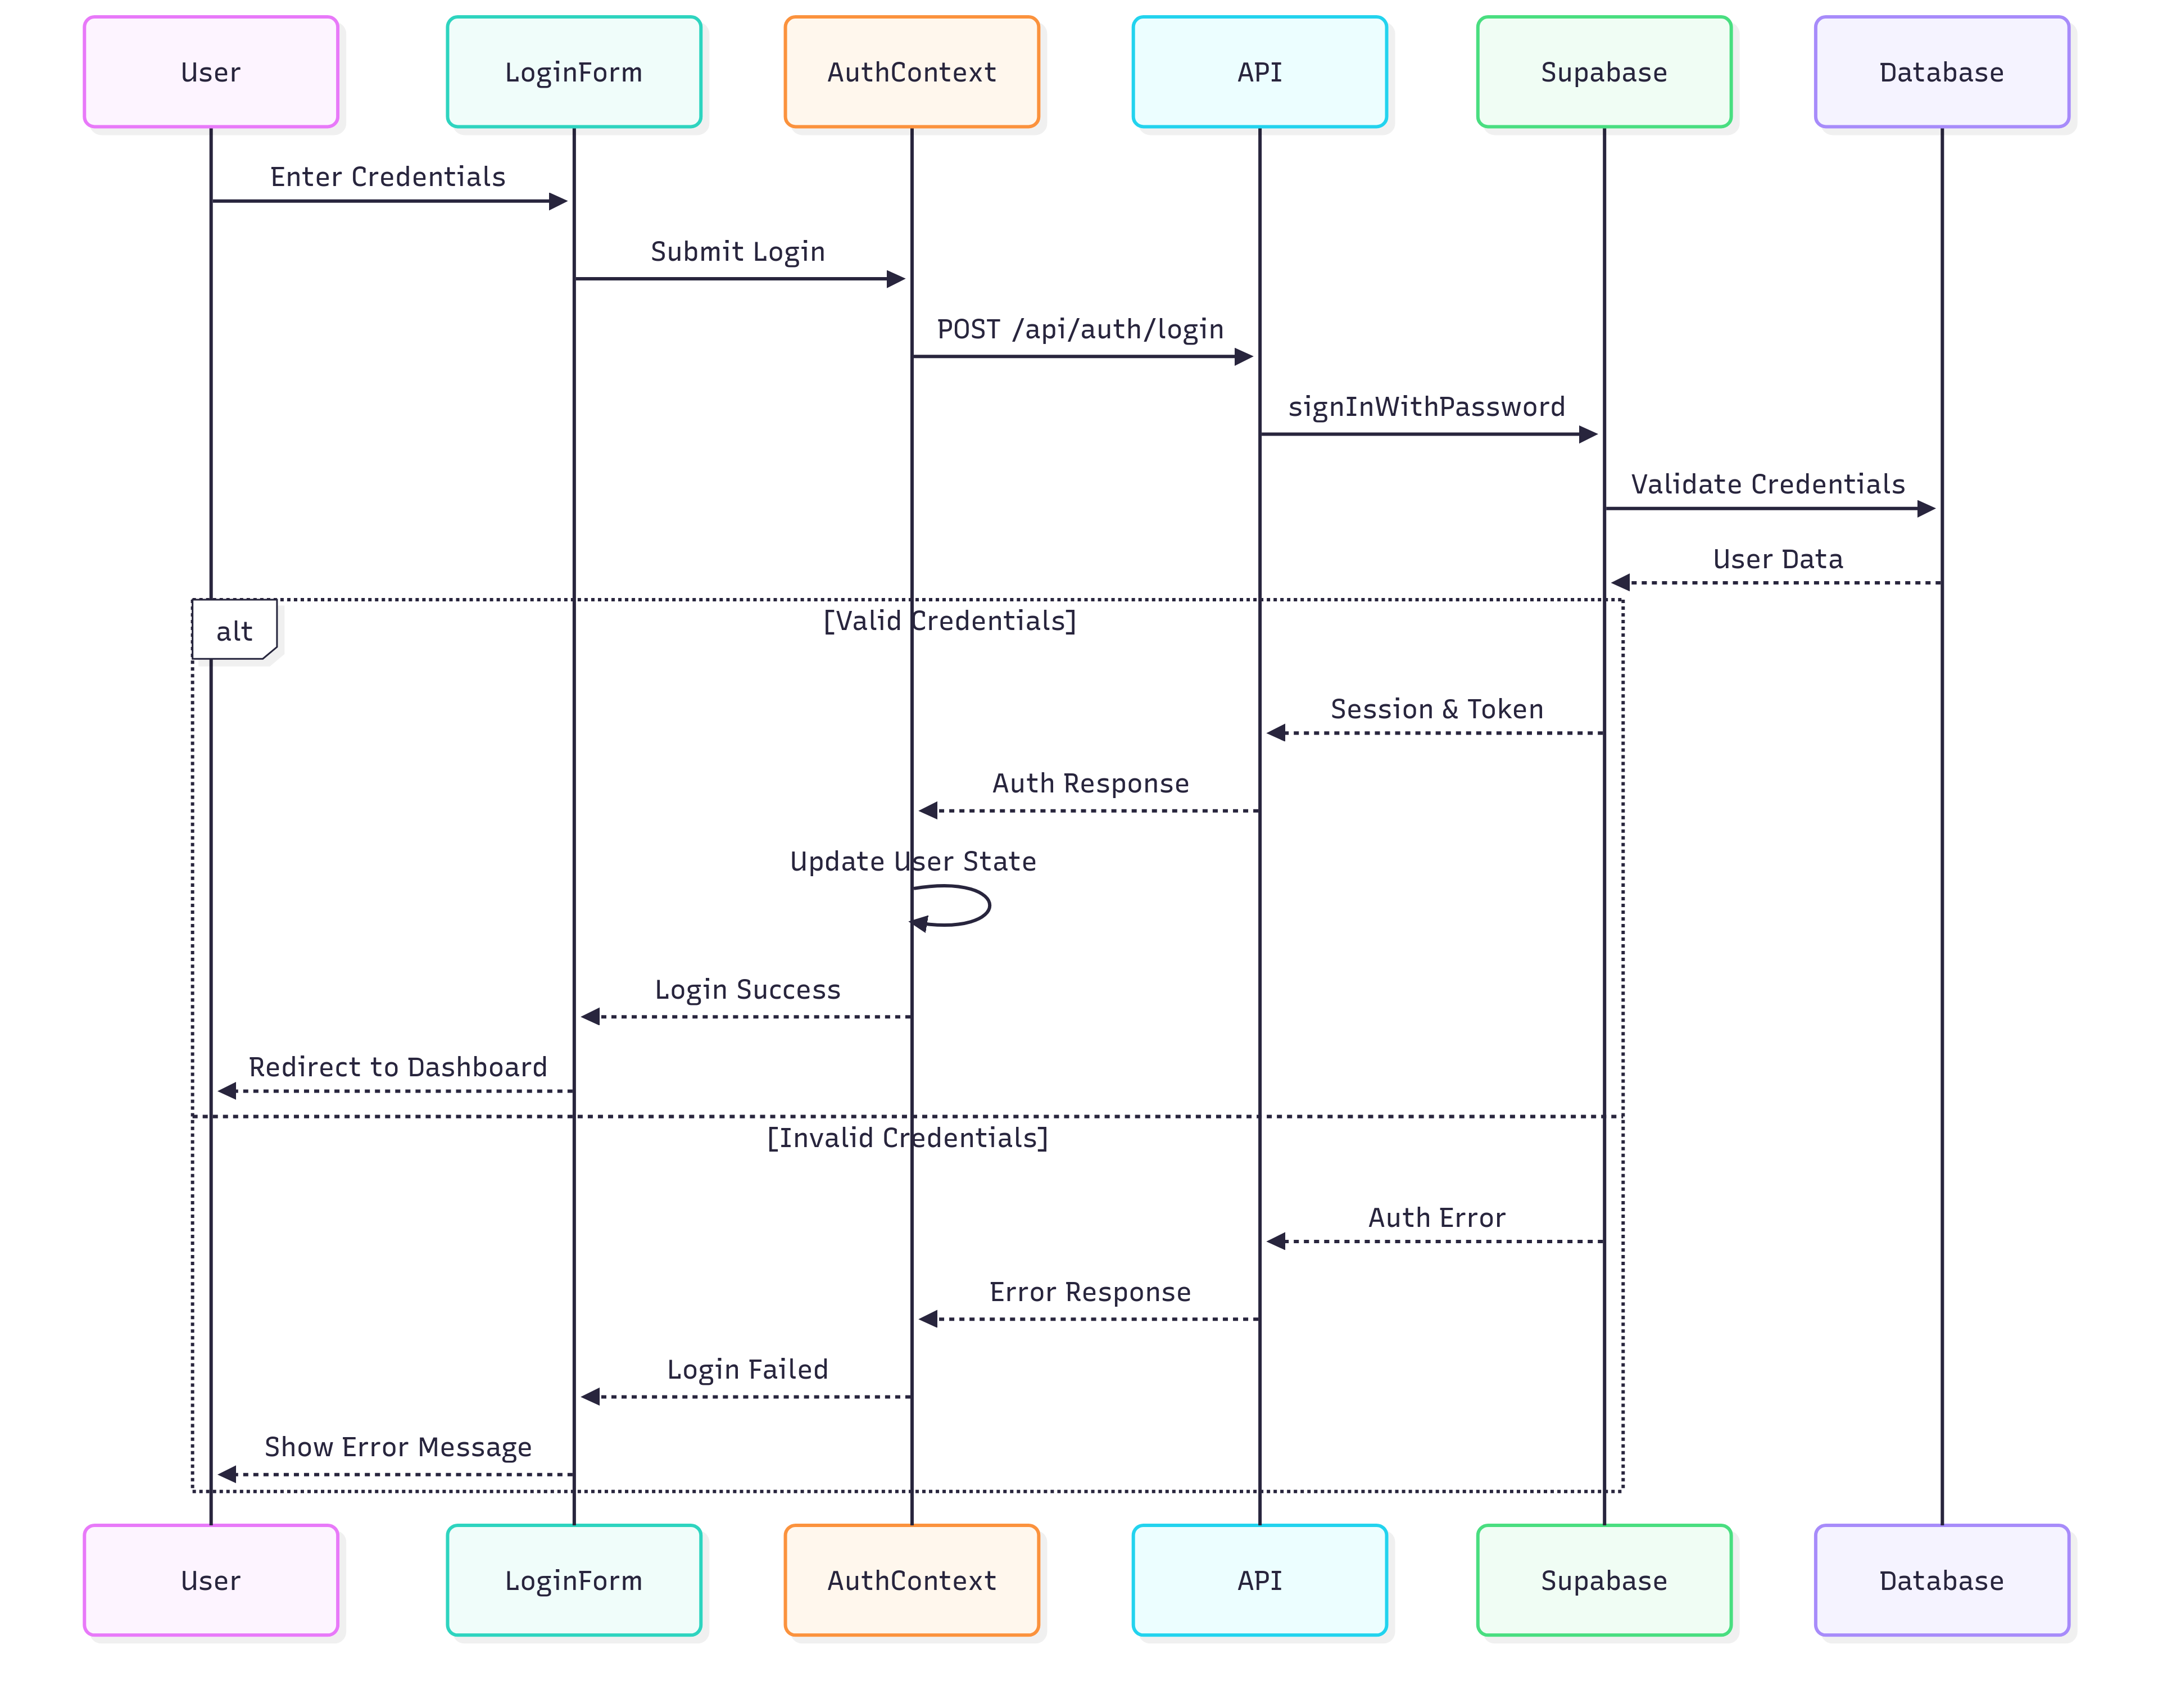 User
LoginForm
AuthContext
API
Supabase
Database
Enter Credentials
Submit Login
POST /api/auth/login
signInWithPassword
Validate Credentials
User Data
alt
[Valid Credentials]
Session & Token
Auth Response
Update User State
Login Success
Redirect to Dashboard
[Invalid Credentials]
Auth Error
Error Response
Login Failed
Show Error Message
User
LoginForm
AuthContext
API
Supabase
Database